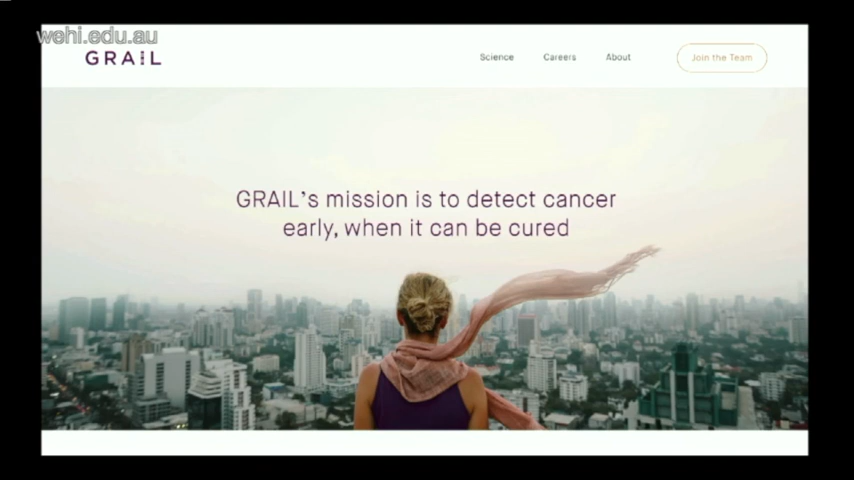 wehi.edu.au
GRAIL
Science Careers About Join the Team
GRAIL's mission is to detect cancer
early, when it can be cured